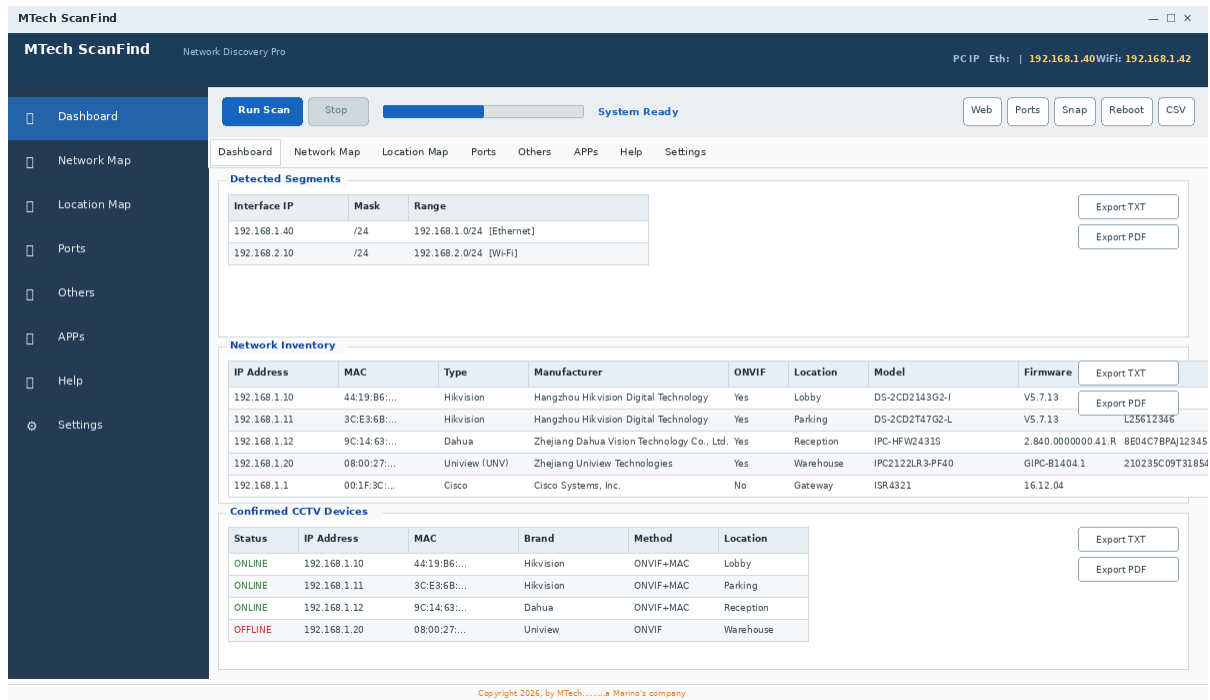 MTech ScanFind
— ☐ ✕
MTech ScanFind Network Discovery Pro
PC IP Eth: | 192.168.1.40WiFi: 192.168.1.42
Dashboard
Network Map
Location Map
Ports
Others
APPs
Help
⚙ Settings
Run Scan Stop System Ready Web Ports Snap Reboot CSV
Dashboard Network Map Location Map Ports Others APPs Help Settings
Detected Segments
Interface IP Mask Range
192.168.1.40 /24 192.168.1.0/24 [Ethernet]
192.168.2.10 /24 192.168.2.0/24 [Wi-Fi]
Export TXT
Export PDF
Network Inventory
IP Address MAC Type Manufacturer ONVIF Location Model Firmware
192.168.1.10 44:19:B6:... Hikvision Hangzhou Hikvision Digital Technology Yes Lobby DS-2CD2143G2-I V5.7.13
192.168.1.11 3C:E3:6B:... Hikvision Hangzhou Hikvision Digital Technology Yes Parking DS-2CD2T47G2-L V5.7.13 L25612346
192.168.1.12 9C:14:63:... Dahua Zhejiang Dahua Vision Technology Co., Ltd. Yes Reception IPC-HFW2431S 2.840.0000000.41.R 8E04C7BPAJ12345
192.168.1.20 08:00:27:... Uniview (UNV) Zhejiang Uniview Technologies Yes Warehouse IPC2122LR3-PF40 GIPC-B1404.1 210235C09T31854
192.168.1.1 00:1F:3C:... Cisco Cisco Systems, Inc. No Gateway ISR4321 16.12.04
Export TXT
Export PDF
Confirmed CCTV Devices
Status IP Address MAC Brand Method Location
ONLINE 192.168.1.10 44:19:B6:... Hikvision ONVIF+MAC Lobby
ONLINE 192.168.1.11 3C:E3:6B:... Hikvision ONVIF+MAC Parking
ONLINE 192.168.1.12 9C:14:63:... Dahua ONVIF+MAC Reception
OFFLINE 192.168.1.20 08:00:27:... Uniview ONVIF Warehouse
Export TXT
Export PDF
Copyright 2026, by MTech.........a Marino's company